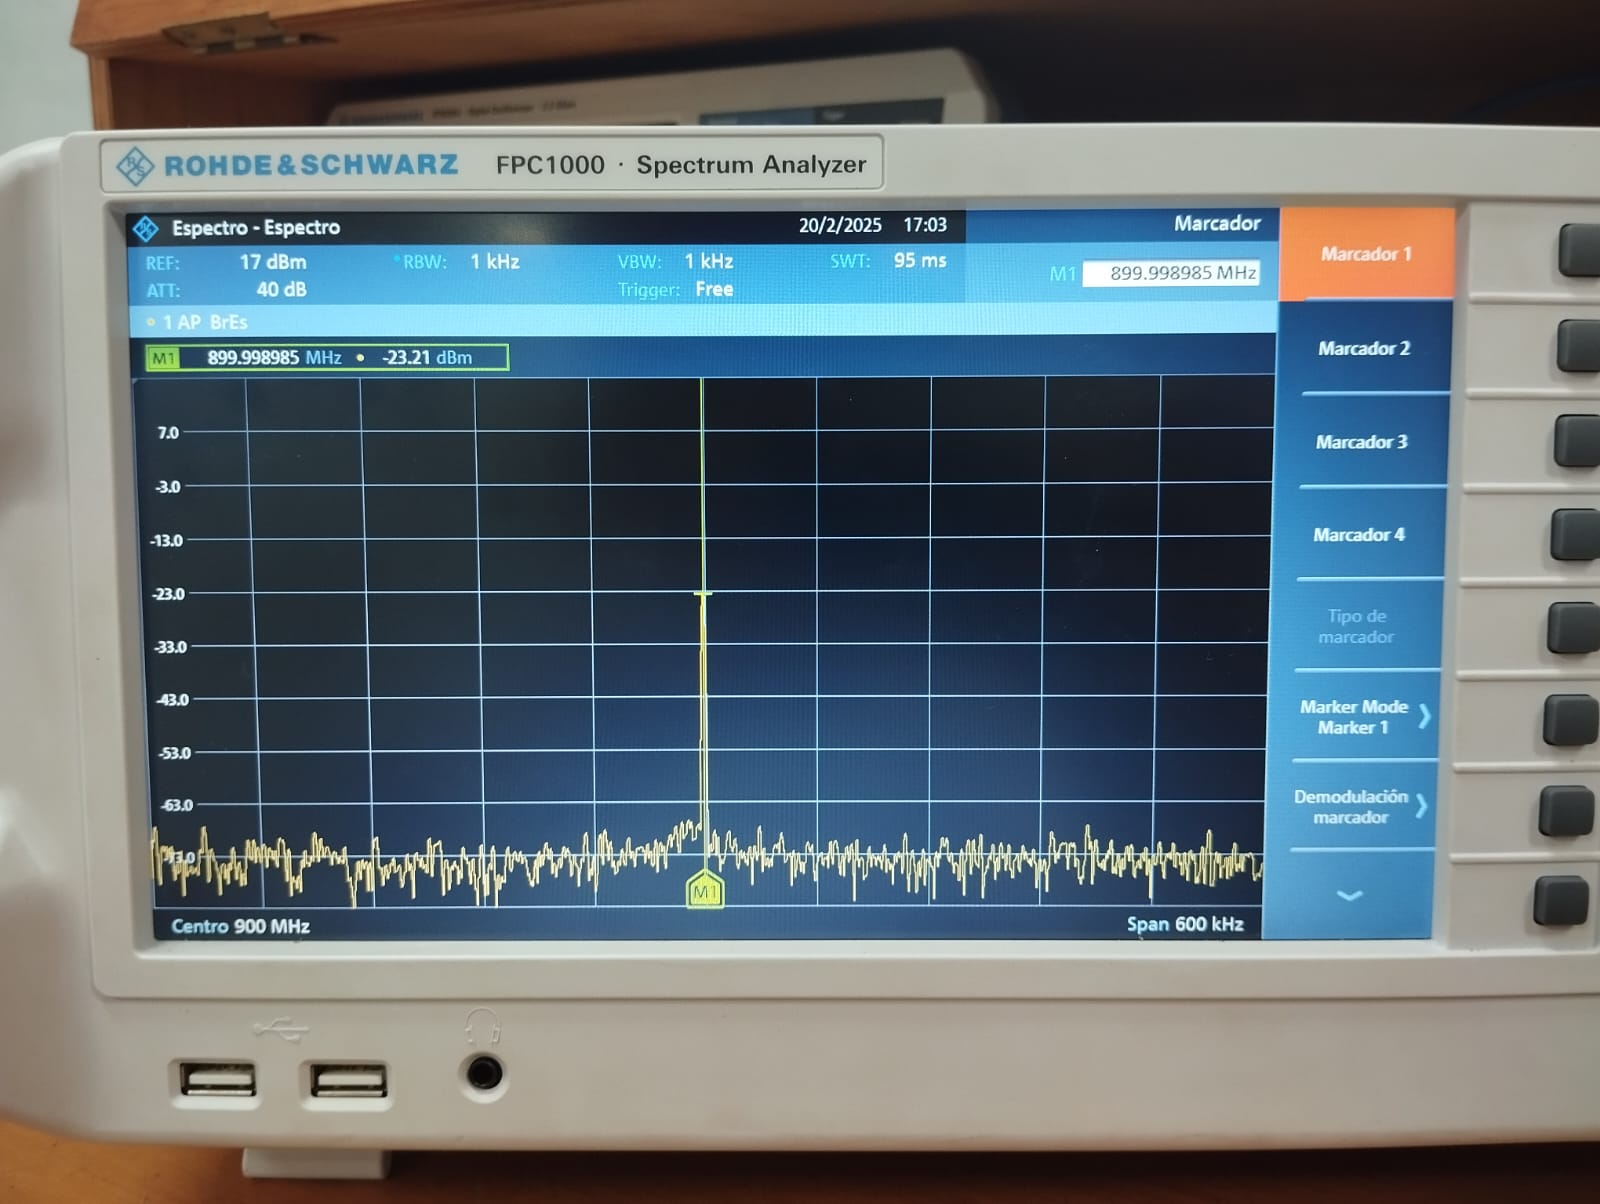 ROHDE&SCHWARZ FPC1000 · Spectrum Analyzer
Espectro - Espectro 20/2/2025 17:03 Marcador
REF: 17 dBm RBW: 1 kHz VBW: 1 kHz SWT: 95 ms
ATT: 40 dB Trigger: Free
M1 899.998985 MHz
1 AP BrEs
M1 899.998985 MHz • -23.21 dBm
7.0
-3.0
-13.0
-23.0
-33.0
-43.0
-53.0
-63.0
-73.0
M1
Centro 900 MHz Span 600 kHz
Marcador 1
Marcador 2
Marcador 3
Marcador 4
Tipo de
marcador
Marker Mode
Marker 1
Demodulación
marcador